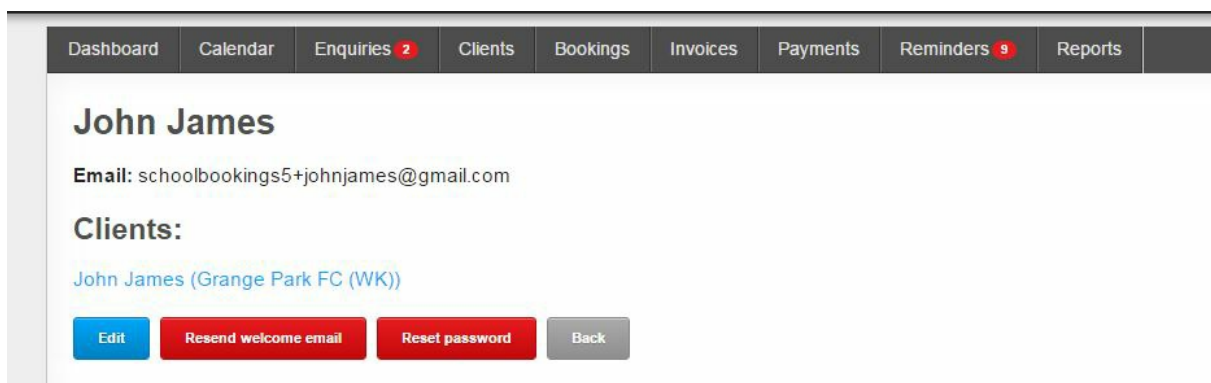 Dashboard Calendar Enquiries 2 Clients Bookings Invoices Payments Reminders 9 Reports
John James
Email: schoolbookings5+johnjames@gmail.com
Clients:
John James (Grange Park FC (WK))
Edit Resend welcome email Reset password Back